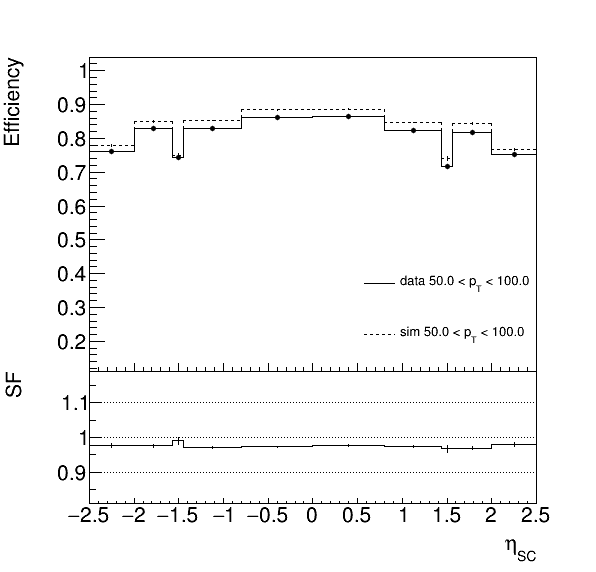 Efficiency
1
0.9
0.8
0.7
0.6
0.5
0.4
0.3
0.2
data 50.0 < p_T < 100.0
sim 50.0 < p_T < 100.0
SF
1.1
1
0.9
−2.5 −2 −1.5 −1 −0.5 0 0.5 1 1.5 2 2.5
η_SC